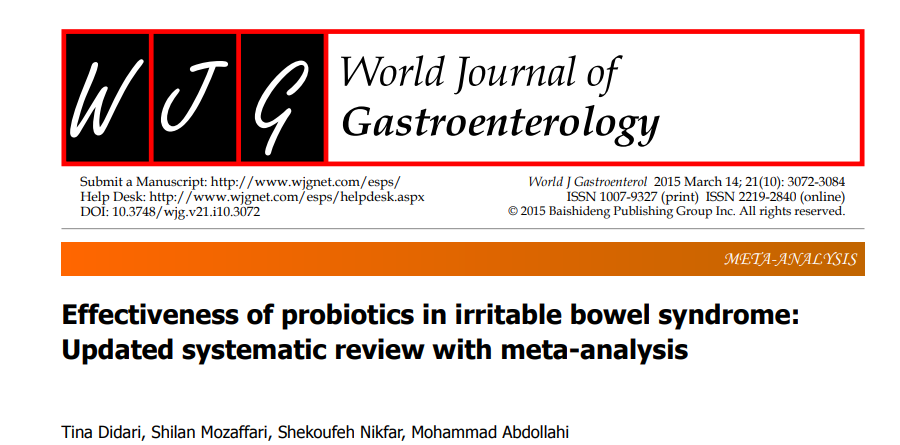 WJG
World Journal of
Gastroenterology
Submit a Manuscript: http://www.wjgnet.com/esps/
Help Desk: http://www.wjgnet.com/esps/helpdesk.aspx
DOI: 10.3748/wjg.v21.i10.3072
World J Gastroenterol 2015 March 14; 21(10): 3072-3084
ISSN 1007-9327 (print) ISSN 2219-2840 (online)
© 2015 Baishideng Publishing Group Inc. All rights reserved.
META-ANALYSIS
Effectiveness of probiotics in irritable bowel syndrome:
Updated systematic review with meta-analysis
Tina Didari, Shilan Mozaffari, Shekoufeh Nikfar, Mohammad Abdollahi